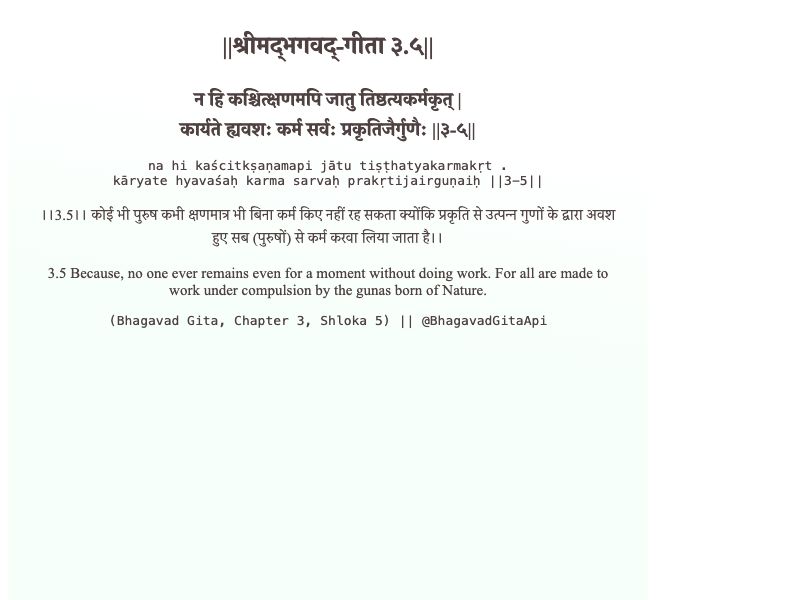 ||श्रीमद्‍भगवद्‍-गीता ३.५||
न हि कश्चित्क्षणमपि जातु तिष्ठत्यकर्मकृत् |
कार्यते ह्यवशः कर्म सर्वः प्रकृतिजैर्गुणैः ||३-५||
na hi kaścitkṣaṇamapi jātu tiṣṭhatyakarmakṛt .
kāryate hyavaśaḥ karma sarvaḥ prakṛtijairguṇaiḥ ||3-5||
।।3.5।। कोई भी पुरुष कभी क्षणमात्र भी बिना कर्म किए नहीं रह सकता क्योंकि प्रकृति से उत्पन्न गुणों के द्वारा अवश
हुए सब (पुरुषों) से कर्म करवा लिया जाता है।।
3.5 Because, no one ever remains even for a moment without doing work. For all are made to
work under compulsion by the gunas born of Nature.
(Bhagavad Gita, Chapter 3, Shloka 5) || @BhagavadGitaApi